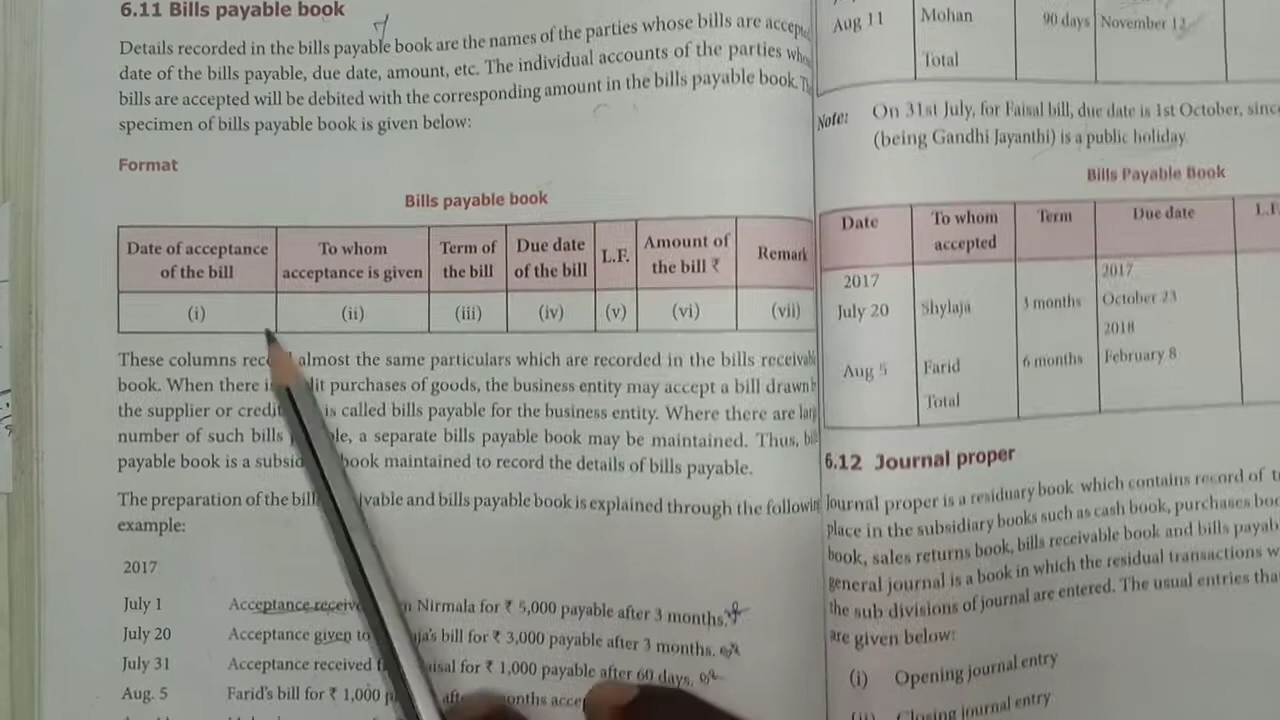 6.11 Bills payable book
Details recorded in the bills payable book are the names of the parties whose bills are
date of the bills payable, due date, amount, etc. The individual accounts of the parties
bills are accepted will be debited with the corresponding amount in the bills payable book.
specimen of bills payable book is given below:
Format
Bills payable book
Date of acceptance of the bill | To whom acceptance is given | Term of the bill | Due date of the bill | L.F. | Amount of the bill ₹ | Remark
(i) (ii) (iii) (iv) (v) (vi) (vii)
These columns almost the same particulars which are recorded in the bills
book. When there purchases of goods, the business entity may accept a bill drawn
the supplier or is called bills payable for the business entity. Where there are
number of such bills a separate bills payable book may be maintained. Thus,
payable book is a book maintained to record the details of bills payable.
The preparation of the and bills payable book is explained through the
example:
2017
July 1 Acceptance Nirmala for ₹ 5,000 payable after 3 months.
July 20 Acceptance given to bill for ₹ 3,000 payable after 3 months.
July 31 Acceptance received for ₹ 1,000 payable after 60 days.
Aug. 5 Farid's bill for ₹ 1,000
Aug 11 Mohan 90 days November 12
Total
Note: On 31st July, for Faisal bill, due date is 1st October,
(being Gandhi Jayanthi) is a public holiday
Bills Payable Book
Date | To whom accepted | Term | Due date
2017 2017
July 20 Shylaja 3 months October 23
2018
Aug 5 Farid 6 months February 8
Total
6.12 Journal proper
Journal proper is a residuary book which contains record of
place in the subsidiary books such as cash book, purchases
book, sales returns book, bills receivable book and bills
general journal is a book in which the residual transactions
the sub divisions of journal are entered. The usual entries
are given below:
(i) Opening journal entry
Closing journal entry